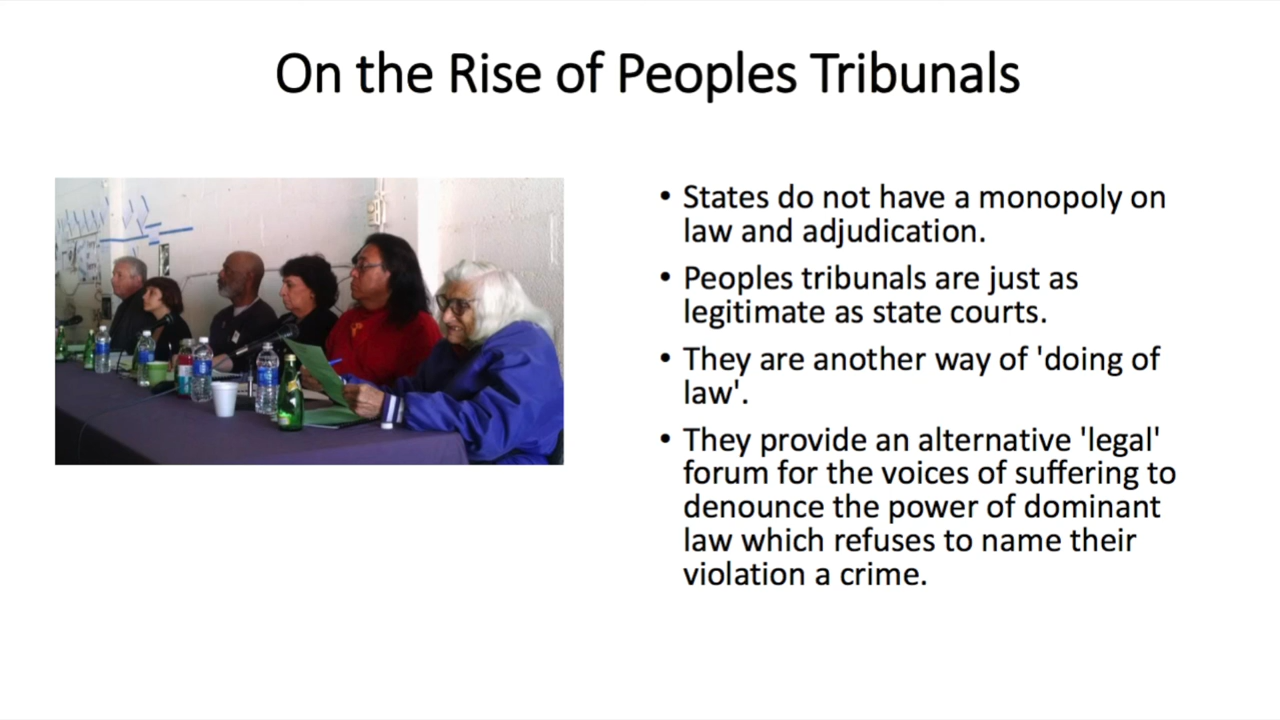 On the Rise of Peoples Tribunals
• States do not have a monopoly on
law and adjudication.
• Peoples tribunals are just as
legitimate as state courts.
• They are another way of 'doing of
law'.
• They provide an alternative 'legal'
forum for the voices of suffering to
denounce the power of dominant
law which refuses to name their
violation a crime.